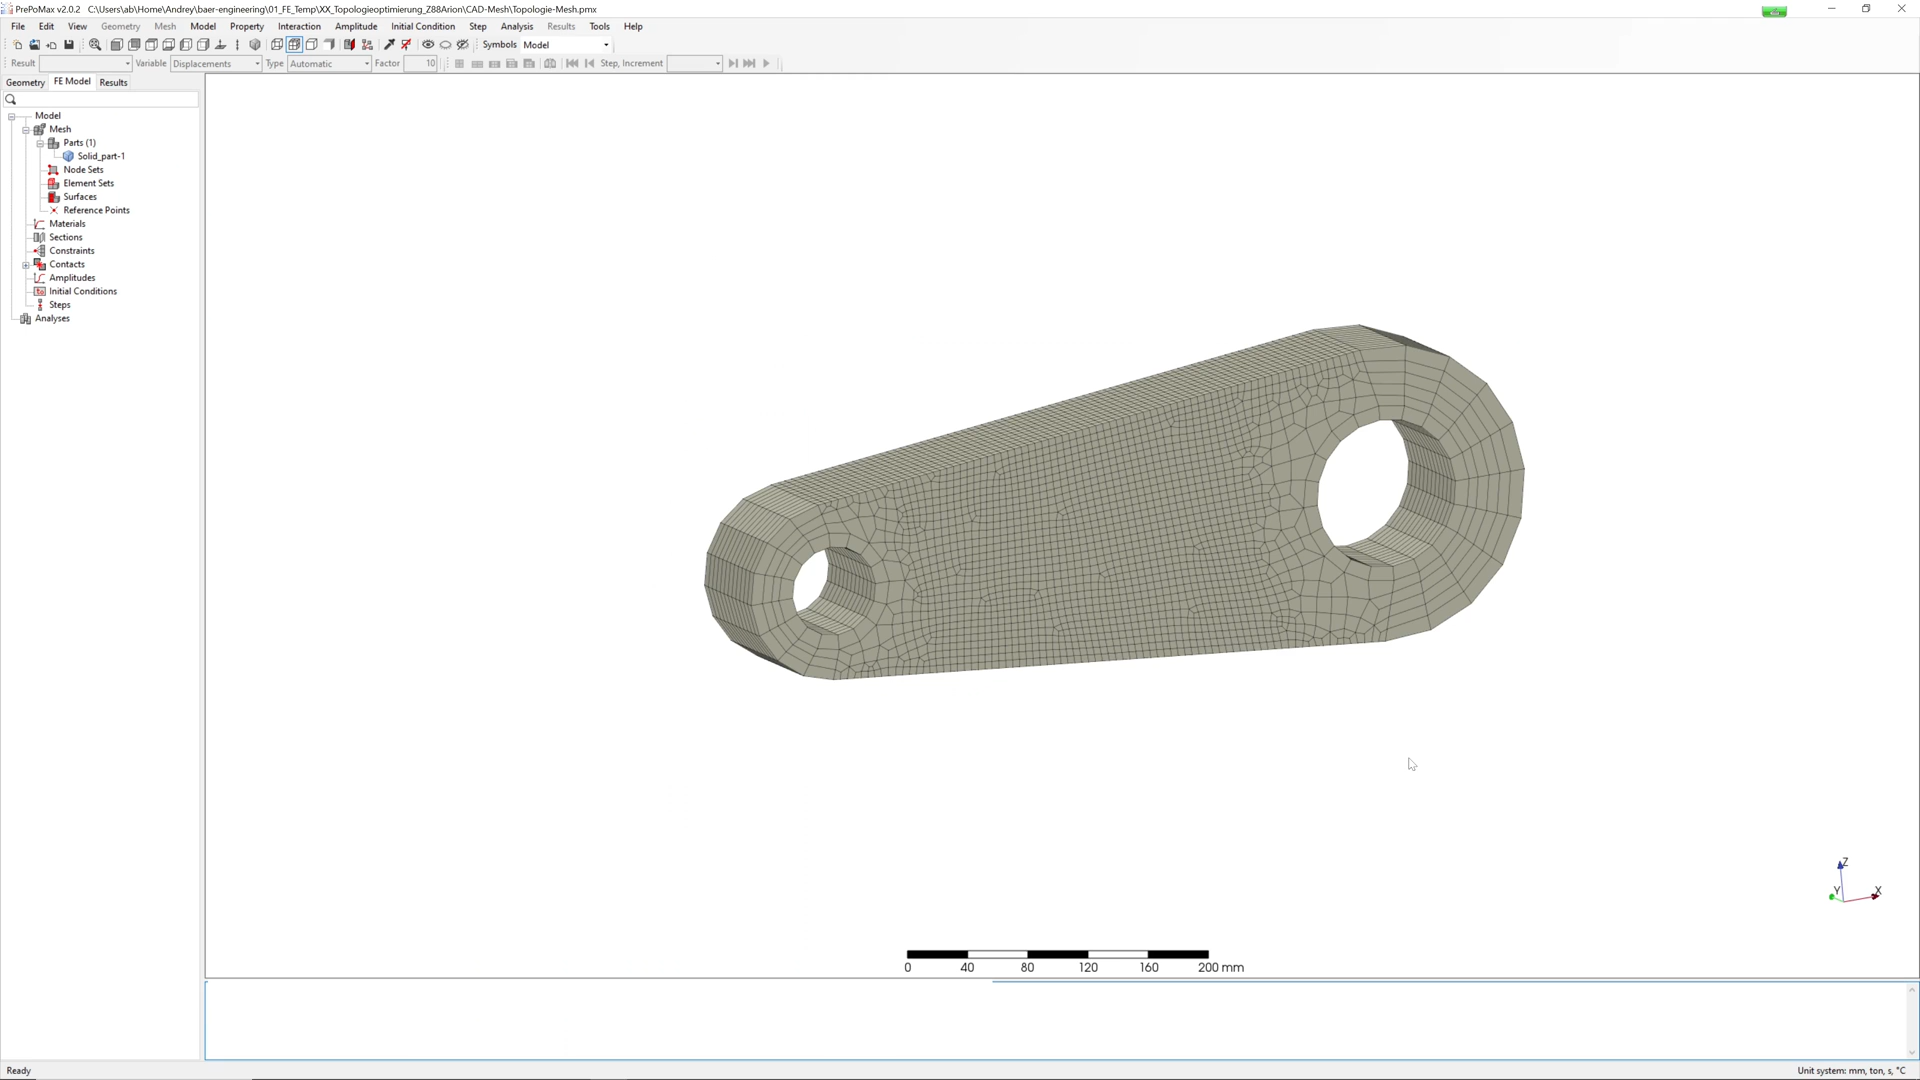 PrePoMax v2.0.2 C:\Users\ab\Home\Andrey\baer-engineering\01_FE_Temp\XX_Topologieoptimierung_Z88Arion\CAD-Mesh\Topologie-Mesh.pmx
File Edit View Geometry Mesh Model Property Interaction Amplitude Initial Condition Step Analysis Results Tools Help
Symbols Model
Result Variable Displacements Type Automatic Factor 10 Step, Increment
Geometry FE Model Results
Model
Mesh
Parts (1)
Solid_part-1
Node Sets
Element Sets
Surfaces
Reference Points
Materials
Sections
Constraints
Contacts
Amplitudes
Initial Conditions
Steps
Analyses
Z
Y X
0 40 80 120 160 200 mm
Ready Unit system: mm, ton, s, °C